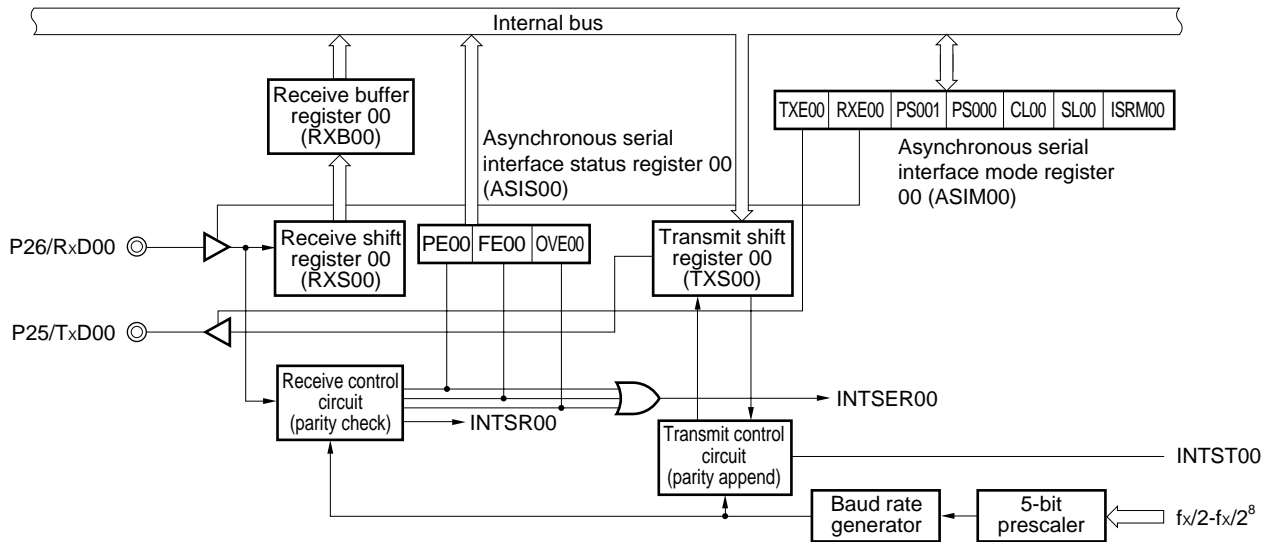 Internal bus
Receive buffer
register 00
(RXB00)
TXE00 RXE00 PS001 PS000 CL00 SL00 ISRM00
Asynchronous serial
interface status register 00
(ASIS00)
Asynchronous serial
interface mode register
00 (ASIM00)
P26/RxD00
Receive shift
register 00
(RXS00)
PE00 FE00 OVE00
Transmit shift
register 00
(TXS00)
P25/TxD00
Receive control
circuit
(parity check)
INTSER00
INTSR00
Transmit control
circuit
(parity append)
INTST00
Baud rate
generator
5-bit
prescaler
fx/2-fx/2⁸